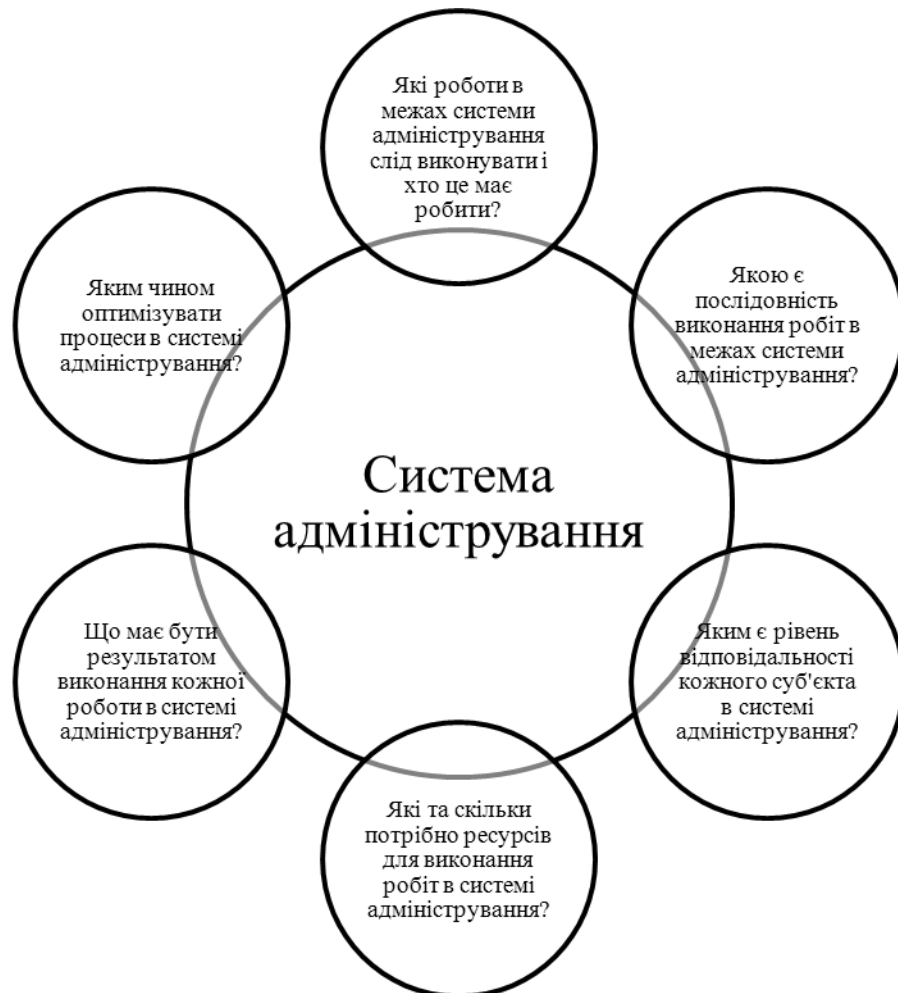 Які роботи в
межах системи
адміністрування
слід виконувати і
хто це має
робити?
Якою є
послідовність
виконання робіт в
межах системи
адміністрування?
Яким є рівень
відповідальності
кожного суб'єкта
в системі
адміністрування?
Які та скільки
потрібно ресурсів
для виконання
робіт в системі
адміністрування?
Що має бути
результатом
виконання кожної
роботи в системі
адміністрування?
Яким чином
оптимізувати
процеси в системі
адміністрування?
Система
адміністрування